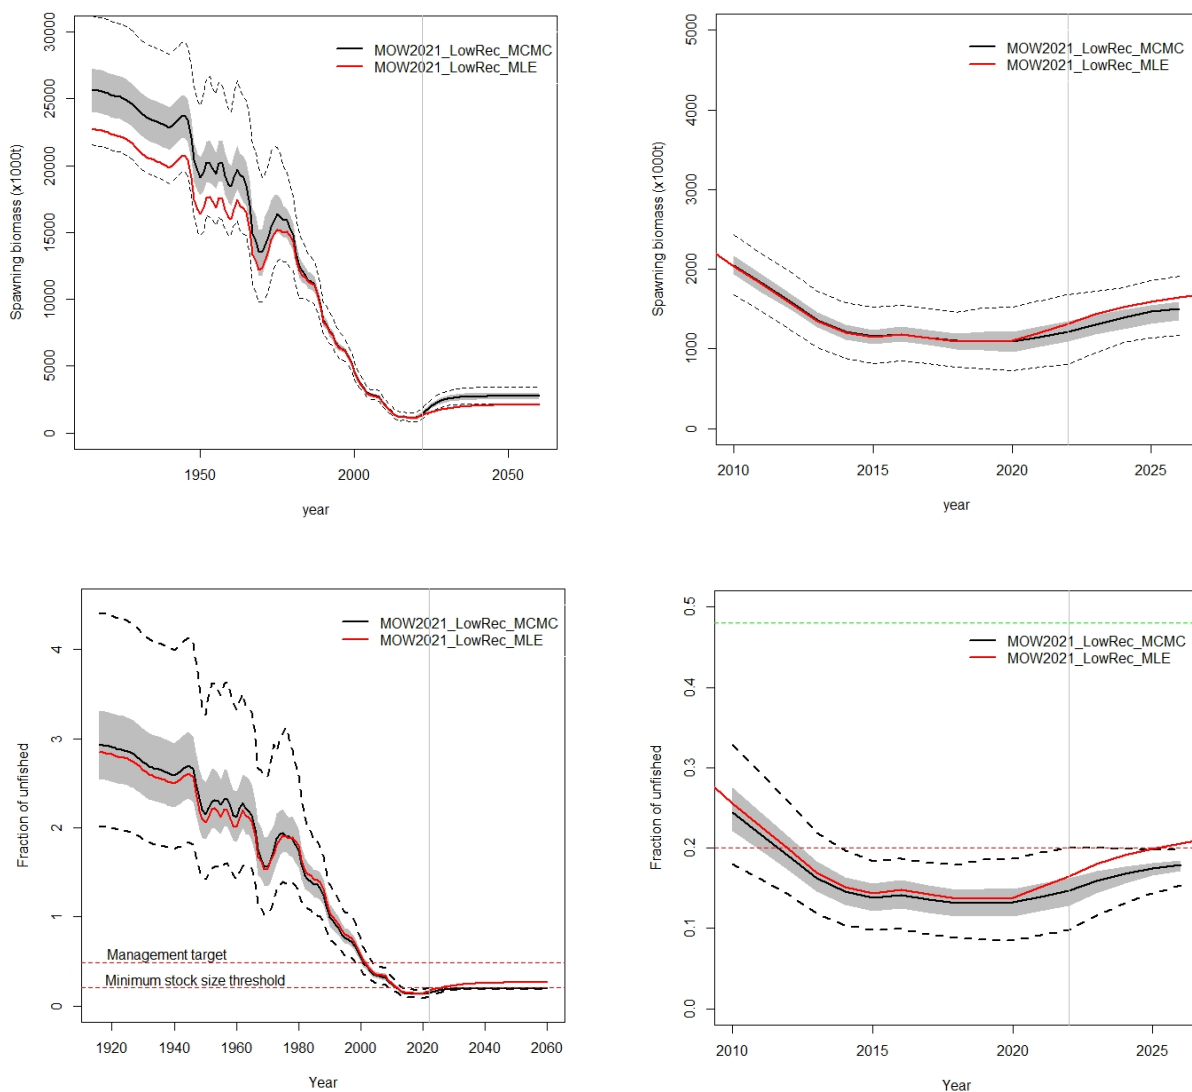 MOW2021_LowRec_MCMC
MOW2021_LowRec_MLE
Spawning biomass (x1000t)
0 5000 10000 15000 20000 25000 30000
1950 2000 2050
year
MOW2021_LowRec_MCMC
MOW2021_LowRec_MLE
Spawning biomass (x1000t)
0 1000 2000 3000 4000 5000
2010 2015 2020 2025
year
MOW2021_LowRec_MCMC
MOW2021_LowRec_MLE
Fraction of unfished
0 1 2 3 4
Management target
Minimum stock size threshold
1920 1940 1960 1980 2000 2020 2040 2060
Year
MOW2021_LowRec_MCMC
MOW2021_LowRec_MLE
Fraction of unfished
0.0 0.1 0.2 0.3 0.4 0.5
2010 2015 2020 2025
Year